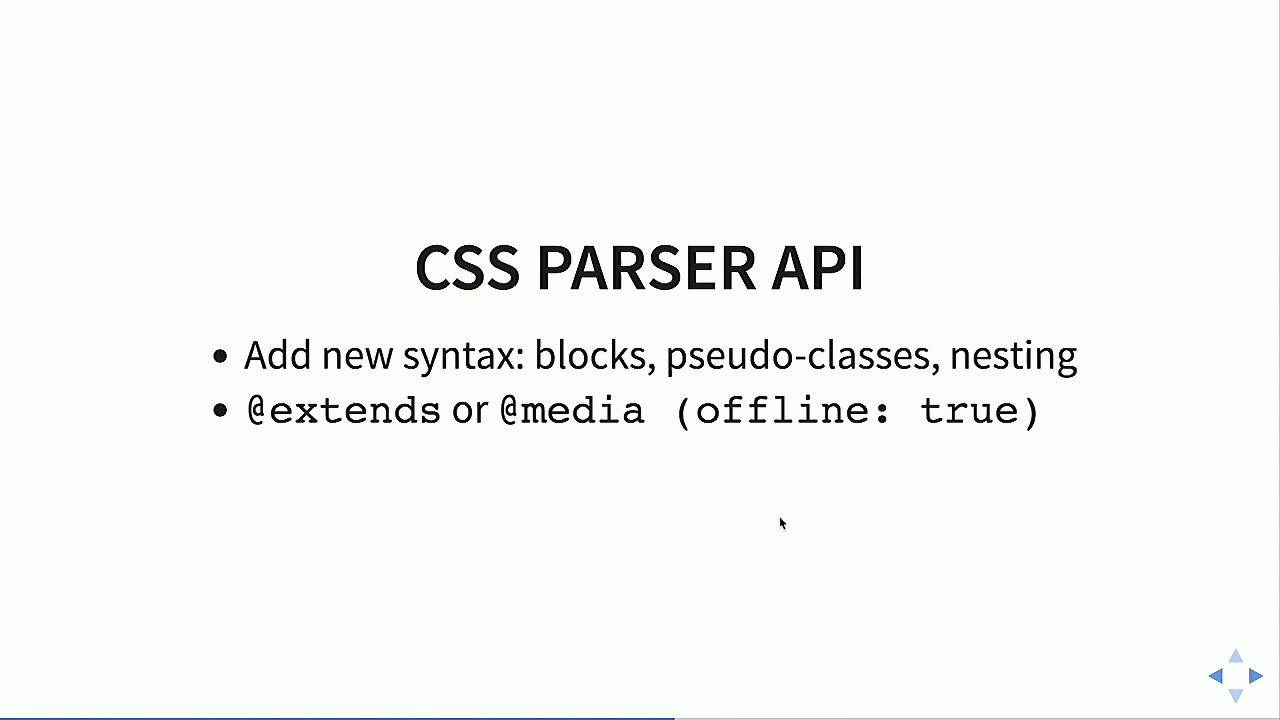 CSS PARSER API
• Add new syntax: blocks, pseudo-classes, nesting
• @extends or @media (offline: true)